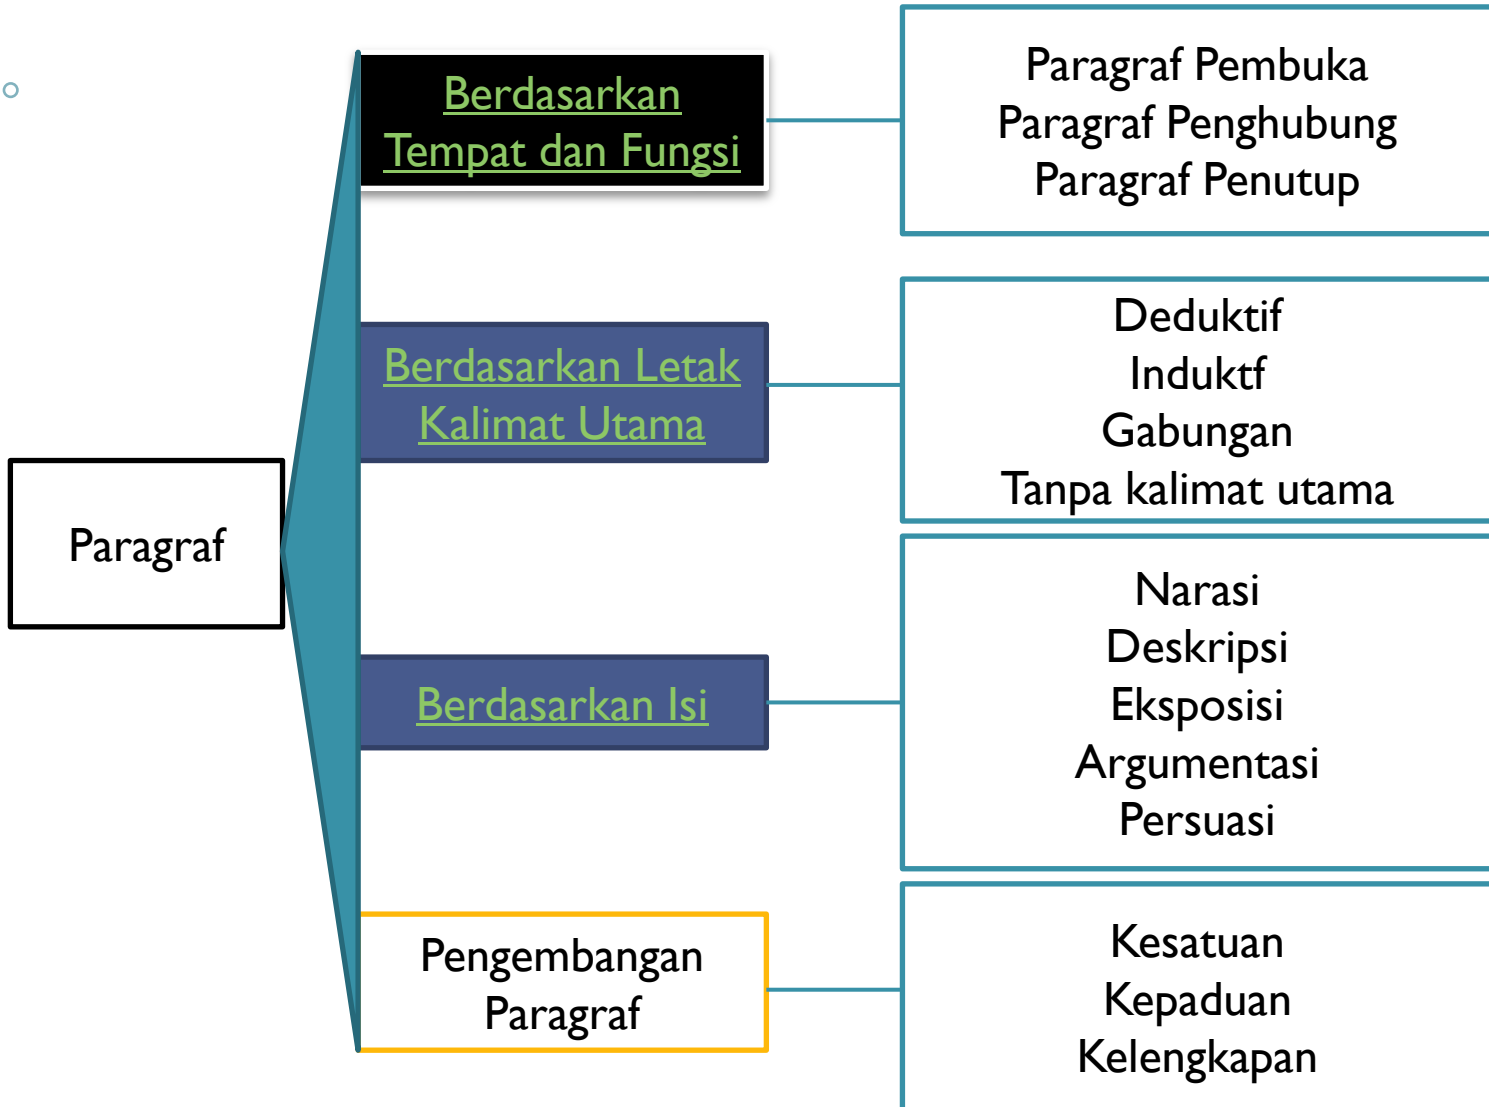 Paragraf
Berdasarkan
Tempat dan Fungsi
Paragraf Pembuka
Paragraf Penghubung
Paragraf Penutup
Berdasarkan Letak
Kalimat Utama
Deduktif
Induktf
Gabungan
Tanpa kalimat utama
Berdasarkan Isi
Narasi
Deskripsi
Eksposisi
Argumentasi
Persuasi
Pengembangan
Paragraf
Kesatuan
Kepaduan
Kelengkapan